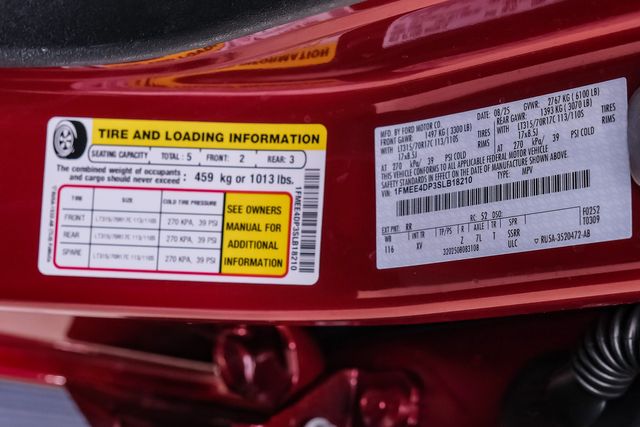 TIRE AND LOADING INFORMATION
SEATING CAPACITY TOTAL : 5 FRONT: 2 REAR: 3
The combined weight of occupants
and cargo should never exceed : 459 kg or 1013 lbs.
TIRE SIZE COLD TIRE PRESSURE
FRONT LT315/70R17C 113/110S 270 KPA, 39 PSI
REAR LT315/70R17C 113/110S 270 KPA, 39 PSI
SPARE LT315/70R17C 113/110S 270 KPA, 39 PSI
SEE OWNERS
MANUAL FOR
ADDITIONAL
INFORMATION
1FMEE4DP3SLB18210
MFD. BY FORD MOTOR CO.
DATE: 08/25 GVWR: 2767 KG ( 6100 LB)
FRONT GAWR: 1497 KG ( 3300 LB) REAR GAWR: 1393 KG ( 3070 LB)
WITH LT315/70R17C 113/110S TIRES WITH LT315/70R17C 113/110S TIRES
17x8.5J RIMS 17x8.5J RIMS
AT 270 kPa/ 39 PSI COLD AT 270 kPa/ 39 PSI COLD
THIS VEHICLE CONFORMS TO ALL APPLICABLE FEDERAL MOTOR VEHICLE
SAFETY STANDARDS IN EFFECT ON THE DATE OF MANUFACTURE SHOWN ABOVE.
VIN: 1FMEE4DP3SLB18210
TYPE: MPV
EXT PNT: RR RC: 52 DSO: F0252
WB TP/PS R AXLE TR SPR T0309
116 XV 7L T SSRR
3202508083108 ULC
RU5A-3520472-AB